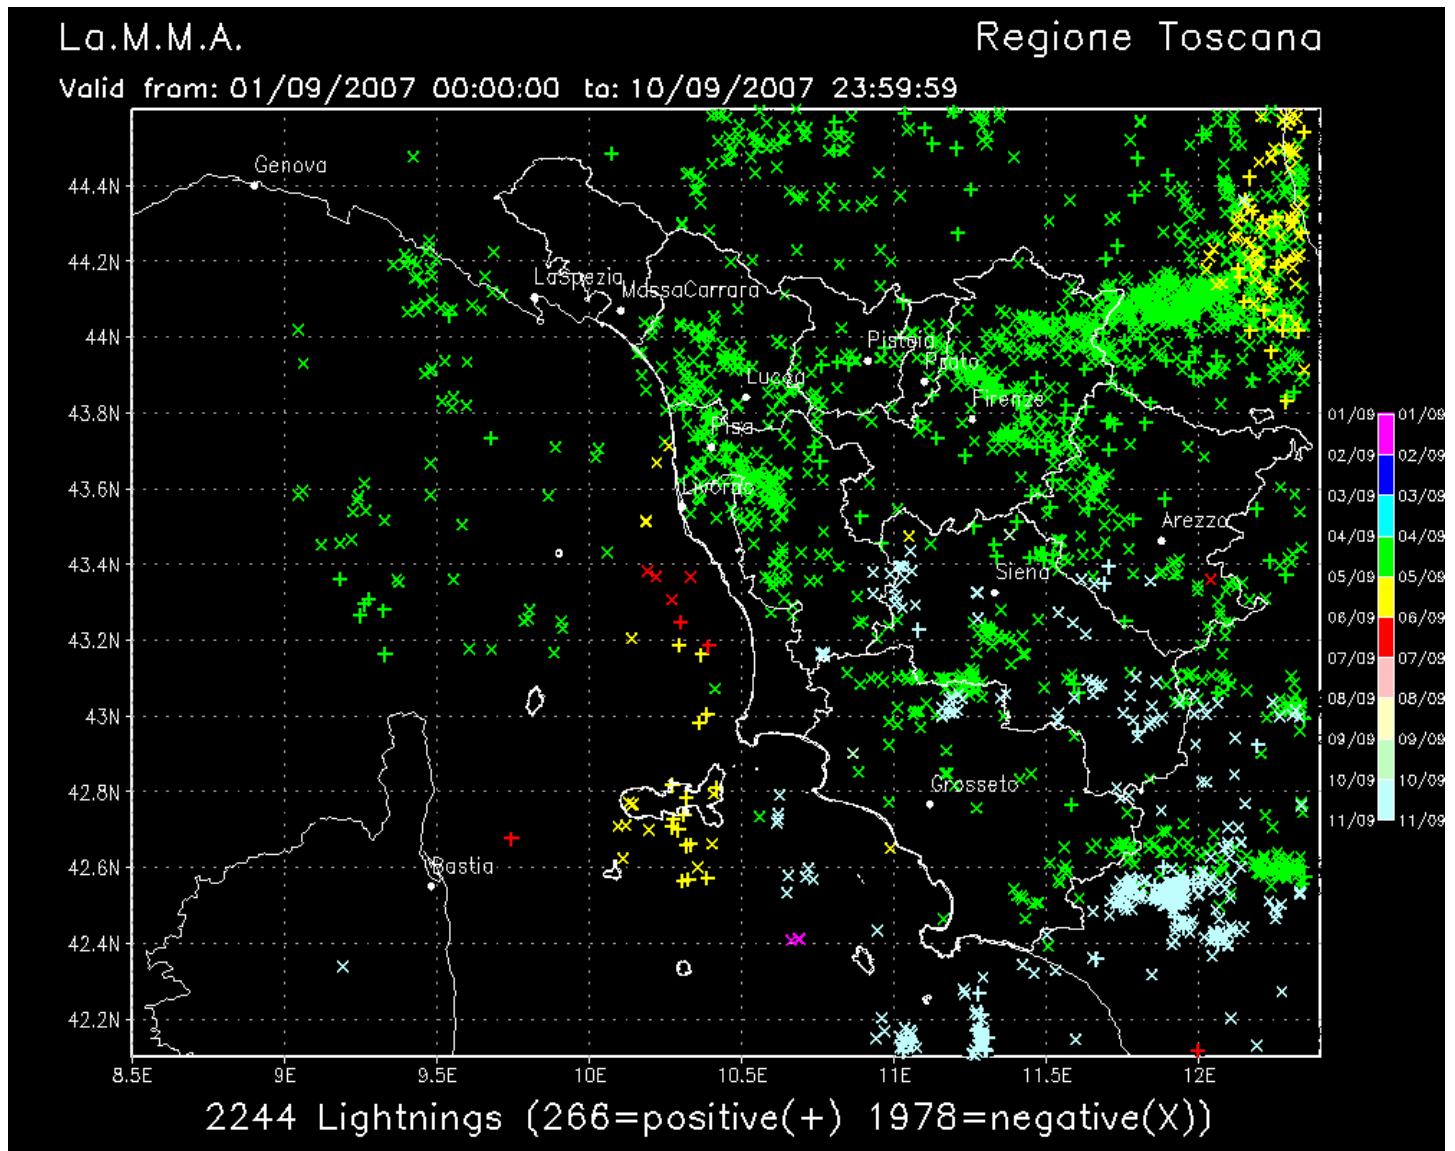 La.M.M.A.
Regione Toscana
Valid from: 01/09/2007 00:00:00 to: 10/09/2007 23:59:59
Genova
44.4N
44.2N
LaSpezia
MassaCarrara
44N
Pistoia
Prato
Lucca
43.8N
Firenze
Pisa
43.6N
Livorno
Arezzo
43.4N
Siena
43.2N
43N
42.8N
Grosseto
42.6N
Bastia
42.4N
42.2N
8.5E 9E 9.5E 10E 10.5E 11E 11.5E 12E
01/09 01/09
02/09 02/09
03/09 03/09
04/09 04/09
05/09 05/09
06/09 06/09
07/09 07/09
08/09 08/09
09/09 09/09
10/09 10/09
11/09 11/09
2244 Lightnings (266=positive(+) 1978=negative(X))